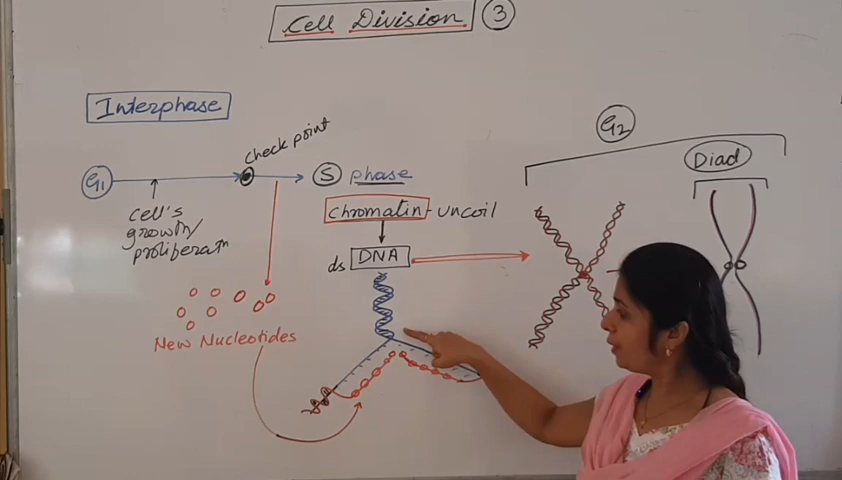 Cell Division 3
Interphase
G1
check point
S phase
G2
Diad
cell's
growth/
proliferatn
chromatin - uncoil
ds DNA
New Nucleotides